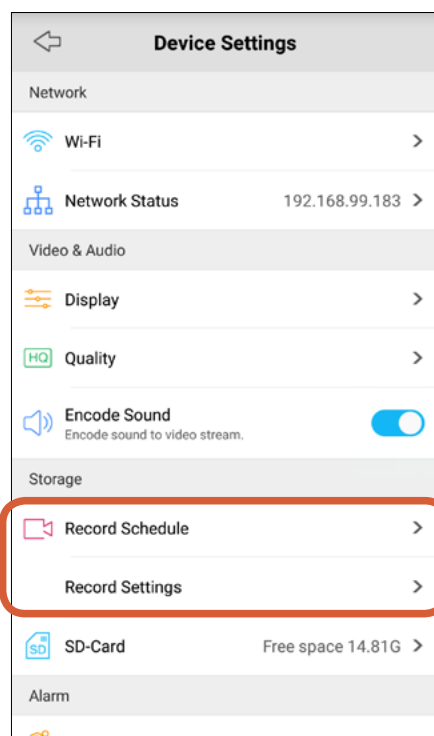 Device Settings
Network
Wi-Fi
Network Status 192.168.99.183
Video & Audio
Display
HQ Quality
Encode Sound
Encode sound to video stream.
Storage
Record Schedule
Record Settings
SD SD-Card Free space 14.81G
Alarm